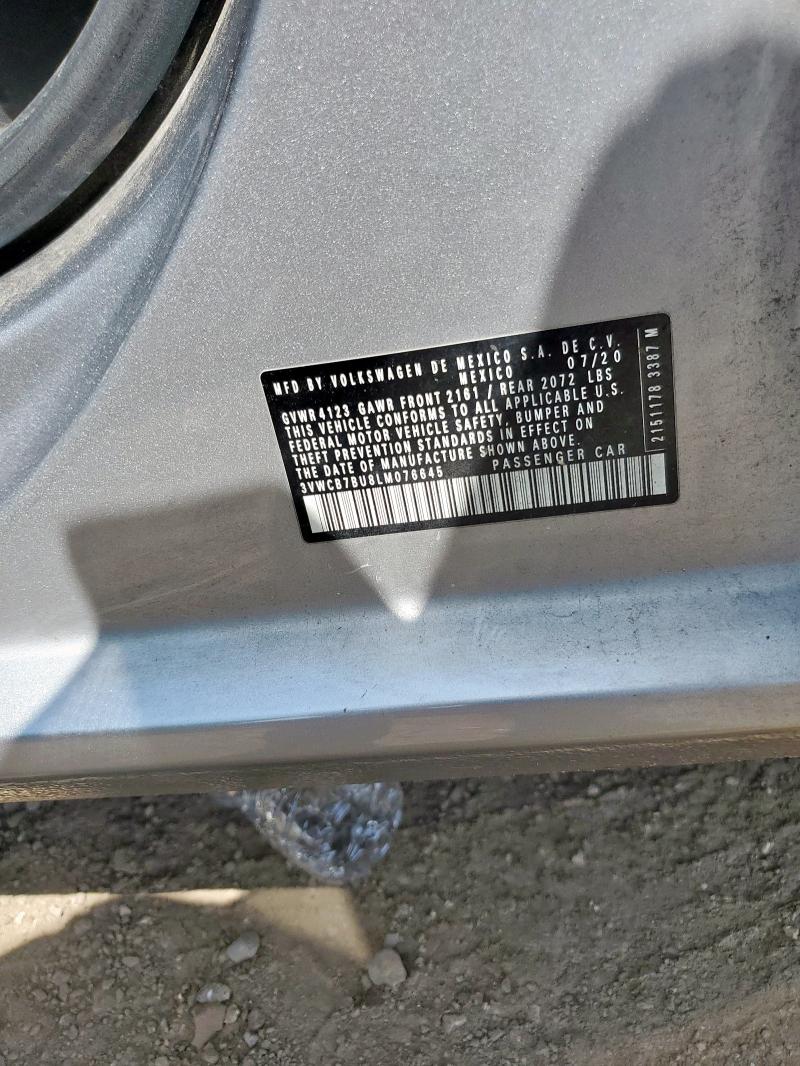 MFD BY VOLKSWAGEN DE MEXICO S.A. DE C.V.
MEXICO 07/20
GVWR4123 GAWR FRONT 2161 / REAR 2072 LBS
THIS VEHICLE CONFORMS TO ALL APPLICABLE U.S.
FEDERAL MOTOR VEHICLE SAFETY, BUMPER AND
THEFT PREVENTION STANDARDS IN EFFECT ON
THE DATE OF MANUFACTURE SHOWN ABOVE.
3VWCB7BU8LM076645 PASSENGER CAR
2151178 3387 M